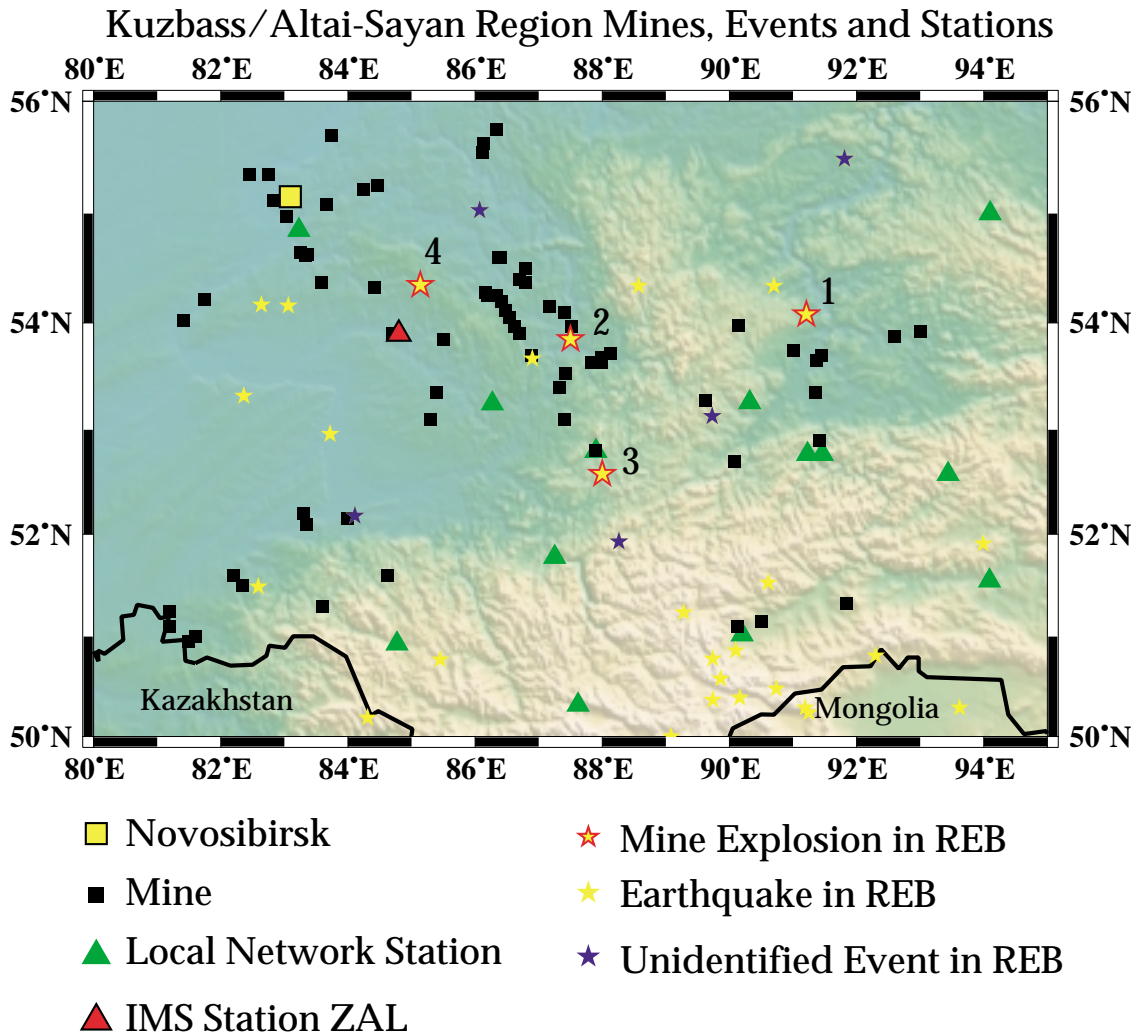 Kuzbass/Altai-Sayan Region Mines, Events and Stations
80°E 82°E 84°E 86°E 88°E 90°E 92°E 94°E
56°N 56°N
4
1
54°N 54°N
2
3
52°N 52°N
Kazakhstan
Mongolia
50°N 50°N
80°E 82°E 84°E 86°E 88°E 90°E 92°E 94°E
Novosibirsk
Mine Explosion in REB
Mine
Earthquake in REB
Local Network Station
Unidentified Event in REB
IMS Station ZAL